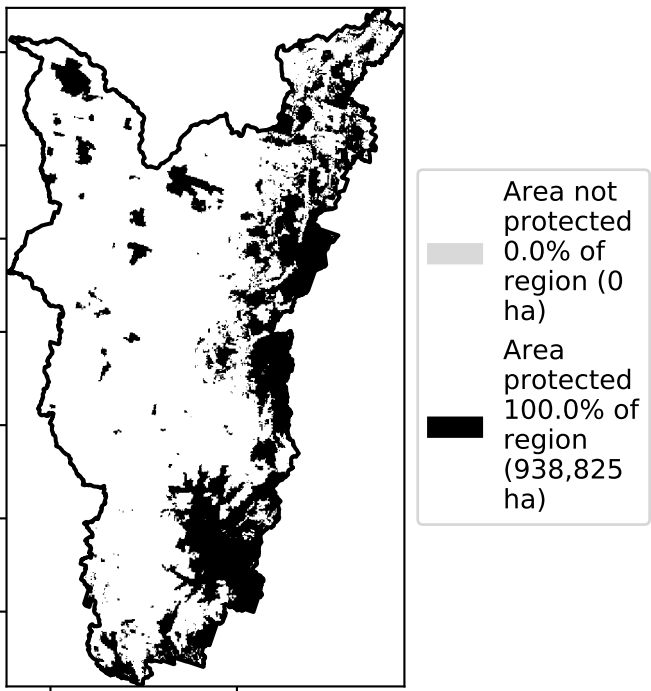 Area not
protected
0.0% of
region (0
ha)
Area
protected
100.0% of
region
(938,825
ha)